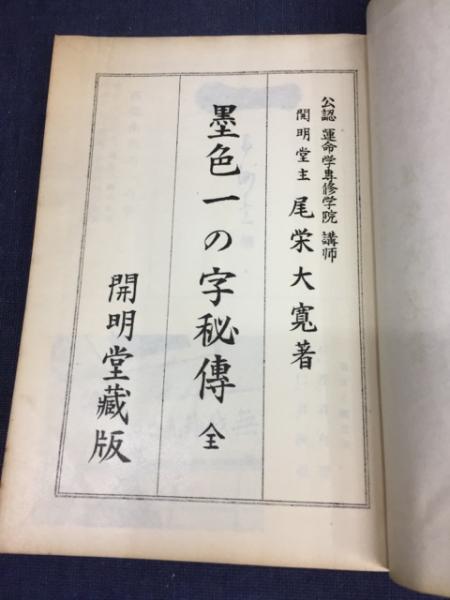 公認 運命学専修学院 講師
開明堂主 尾栄大寛著
墨色一の字秘傳 全
開明堂藏版